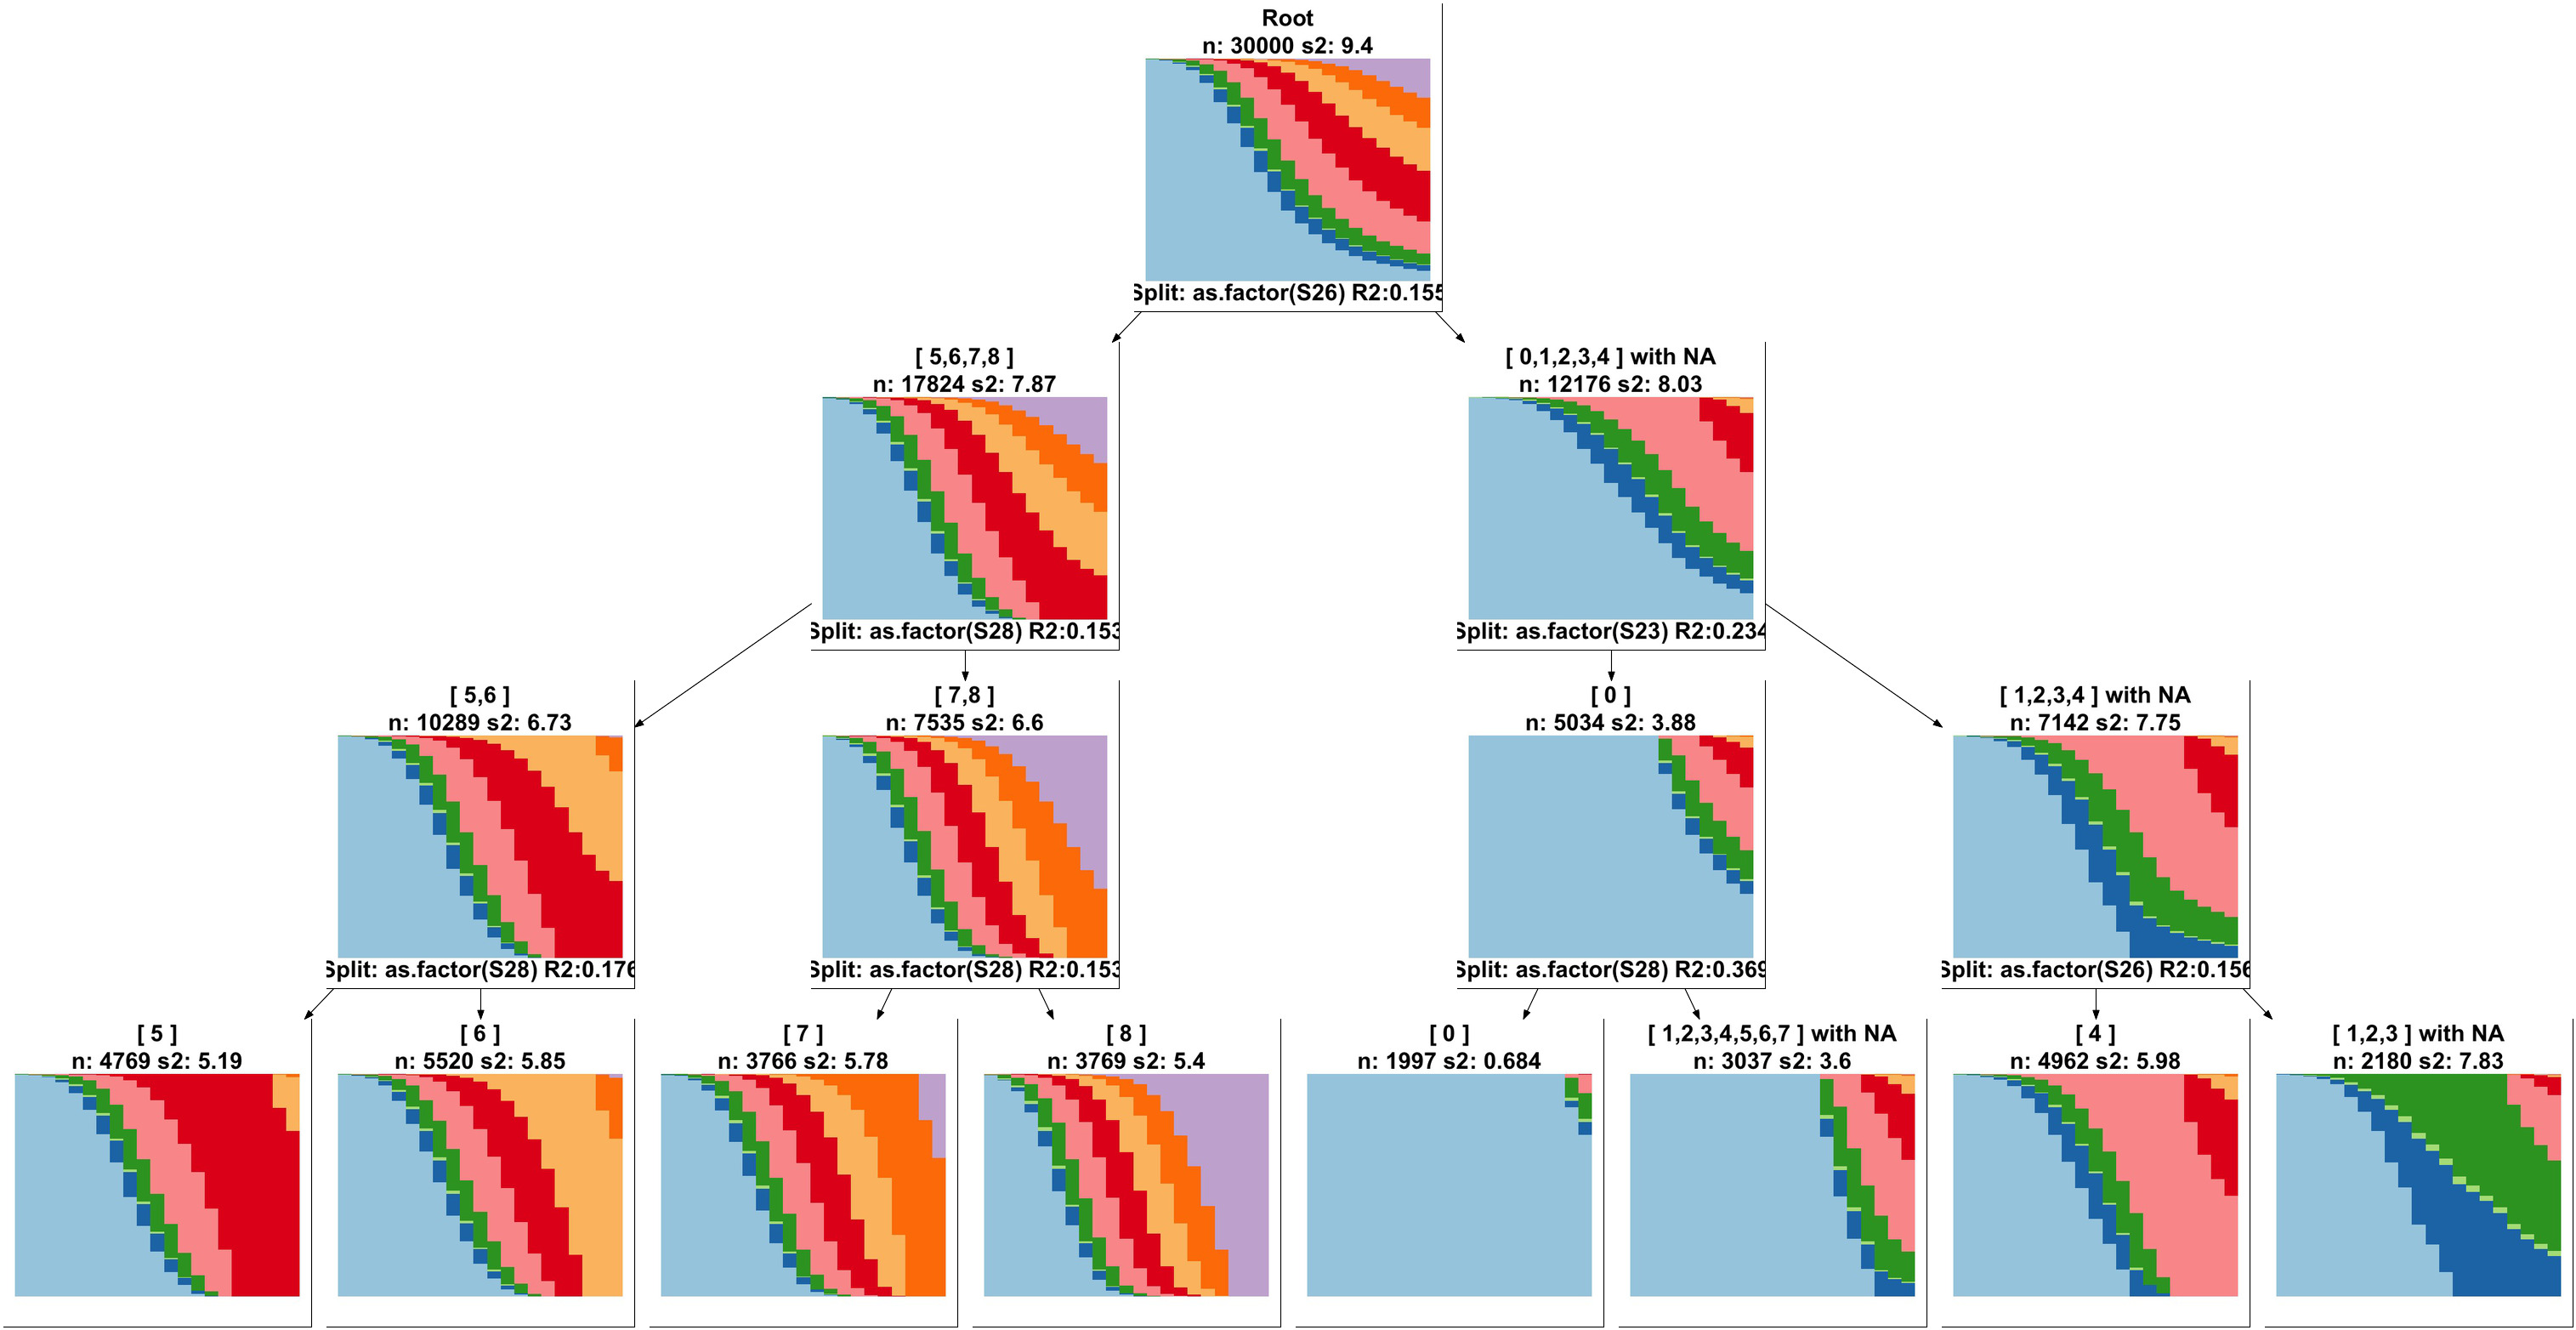 Root
n: 30000 s2: 9.4
Split: as.factor(S26) R2:0.155
[ 5,6,7,8 ]
n: 17824 s2: 7.87
Split: as.factor(S28) R2:0.153
[ 0,1,2,3,4 ] with NA
n: 12176 s2: 8.03
Split: as.factor(S23) R2:0.234
[ 5,6 ]
n: 10289 s2: 6.73
Split: as.factor(S28) R2:0.176
[ 7,8 ]
n: 7535 s2: 6.6
Split: as.factor(S28) R2:0.153
[ 0 ]
n: 5034 s2: 3.88
Split: as.factor(S28) R2:0.369
[ 1,2,3,4 ] with NA
n: 7142 s2: 7.75
Split: as.factor(S26) R2:0.156
[ 5 ]
n: 4769 s2: 5.19
[ 6 ]
n: 5520 s2: 5.85
[ 7 ]
n: 3766 s2: 5.78
[ 8 ]
n: 3769 s2: 5.4
[ 0 ]
n: 1997 s2: 0.684
[ 1,2,3,4,5,6,7 ] with NA
n: 3037 s2: 3.6
[ 4 ]
n: 4962 s2: 5.98
[ 1,2,3 ] with NA
n: 2180 s2: 7.83